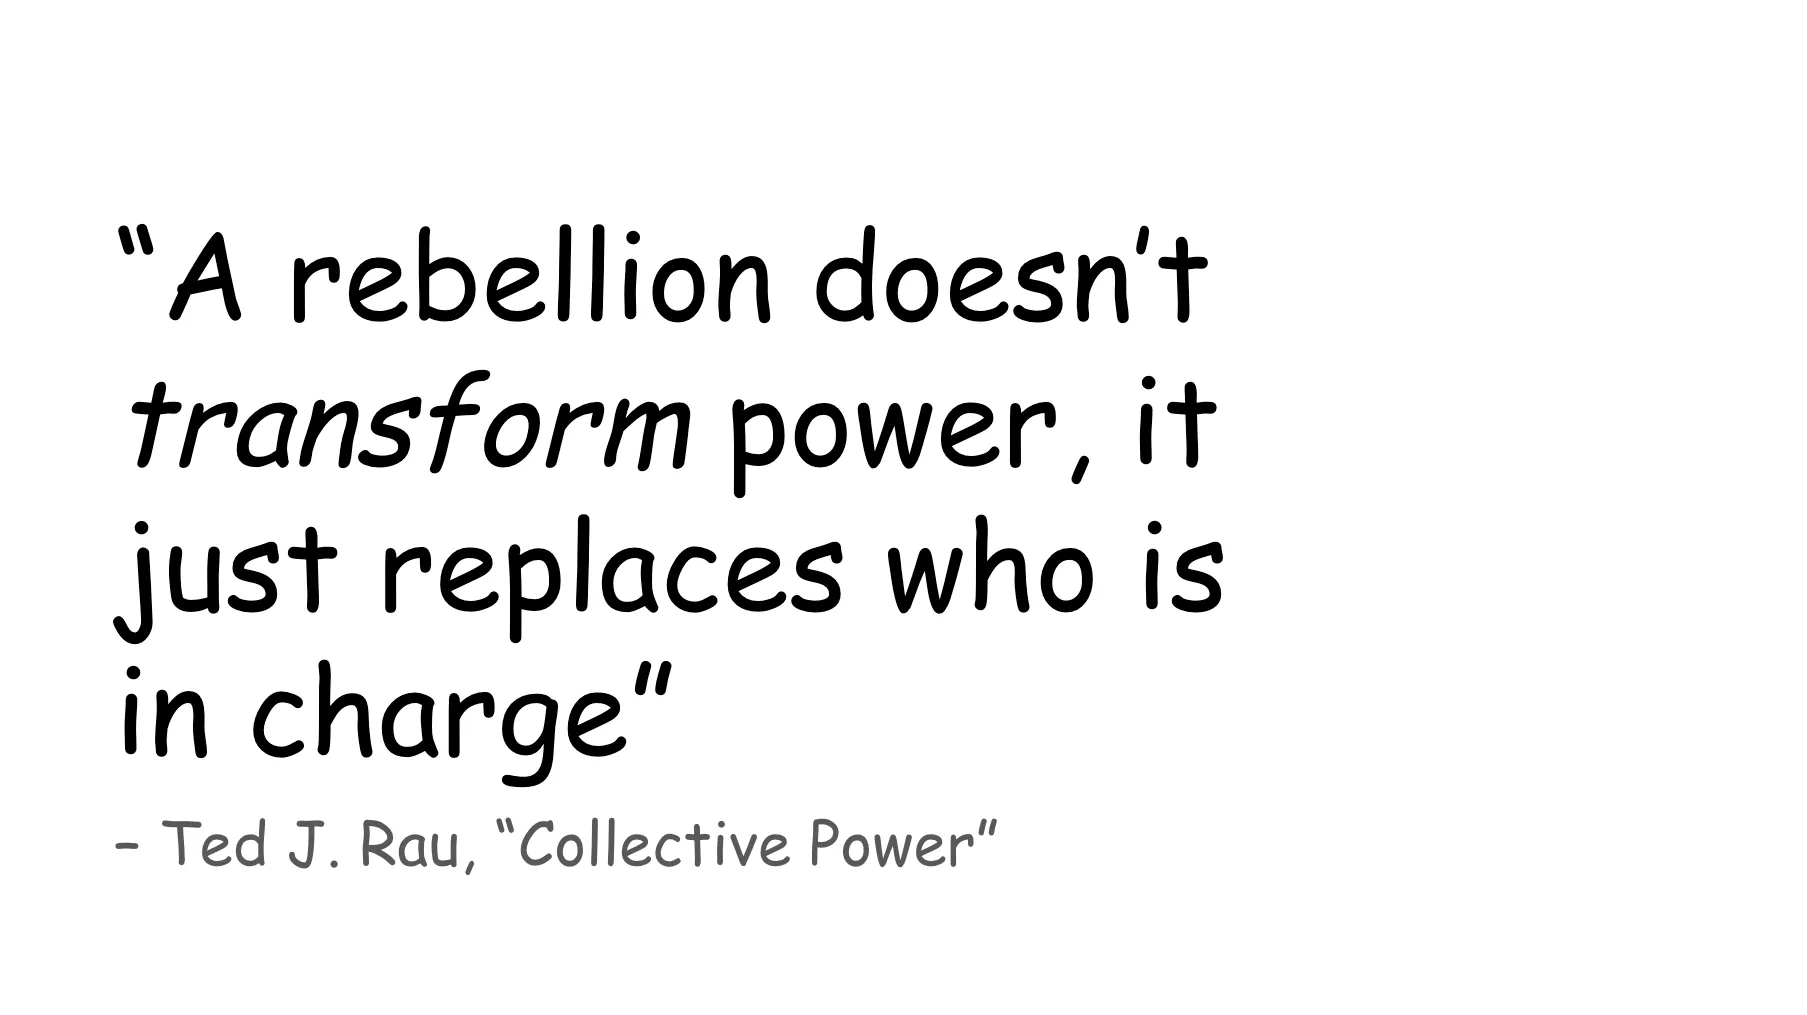 “A rebellion doesn’t
transform power, it
just replaces who is
in charge”
– Ted J. Rau, “Collective Power”